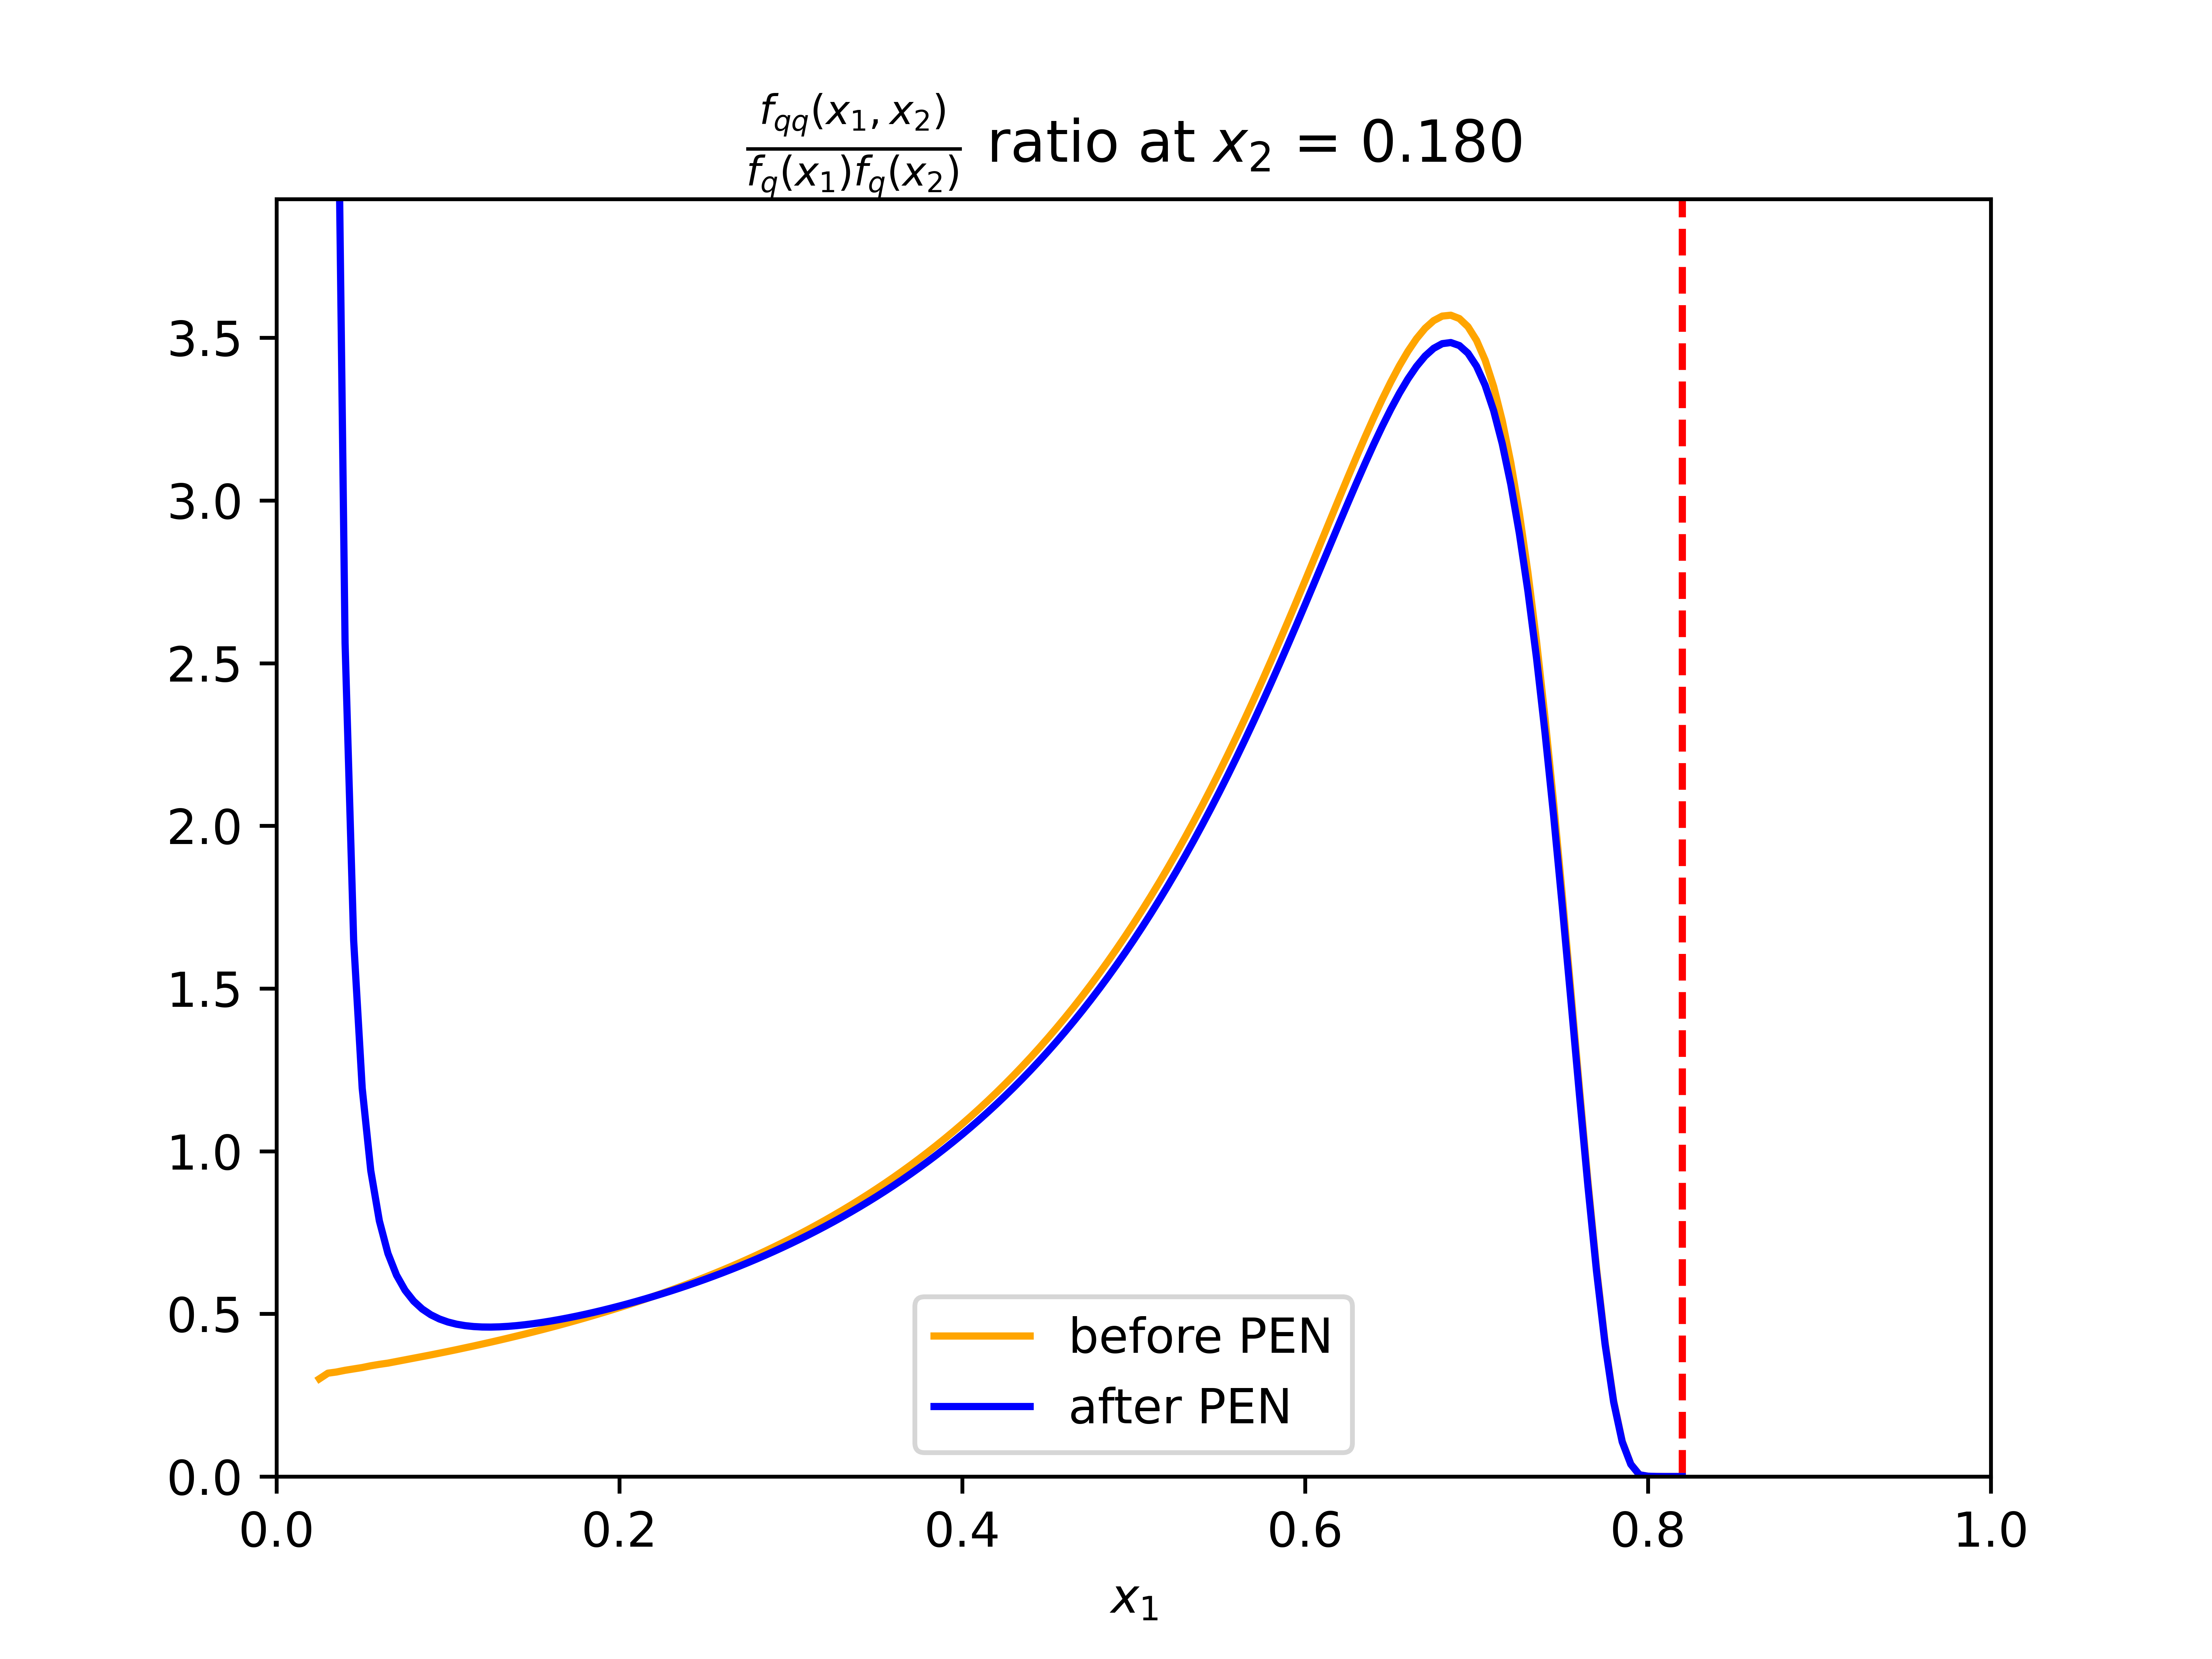 f_qq(x_1, x_2)
f_q(x_1)f_q(x_2) ratio at x_2 = 0.180
3.5
3.0
2.5
2.0
1.5
1.0
0.5
0.0
before PEN
after PEN
0.0 0.2 0.4 0.6 0.8 1.0
x_1